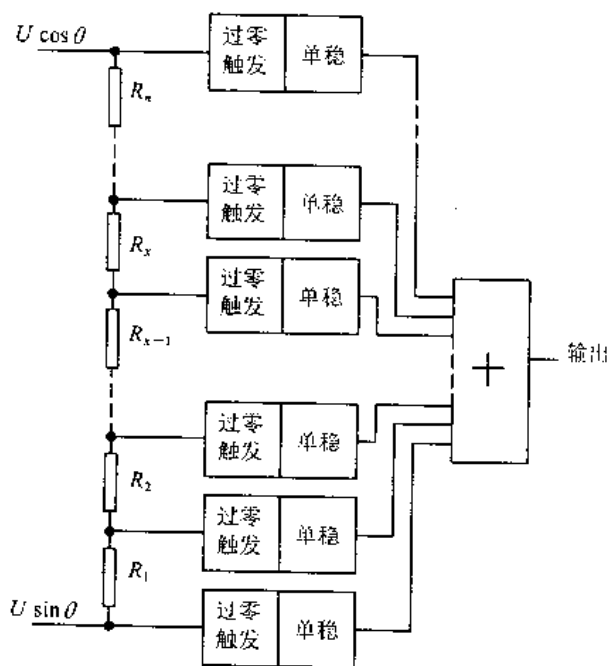 U cos θ
过零
触发
单稳
Rₙ
过零
触发
单稳
Rₓ
过零
触发
单稳
Rₓ₋₁
+
输出
过零
触发
单稳
R₂
过零
触发
单稳
R₁
过零
触发
单稳
U sin θ